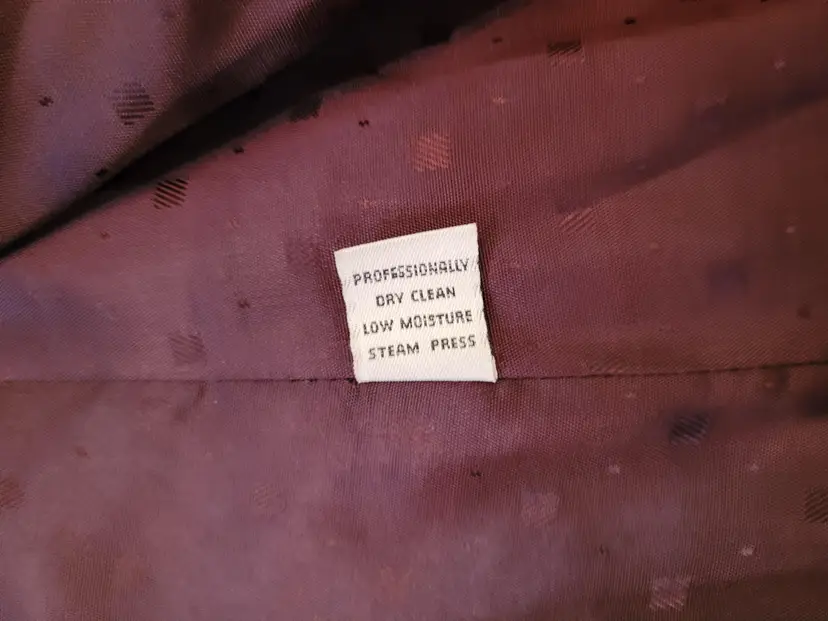 PROFESSIONALLY
DRY CLEAN
LOW MOISTURE
STEAM PRESS